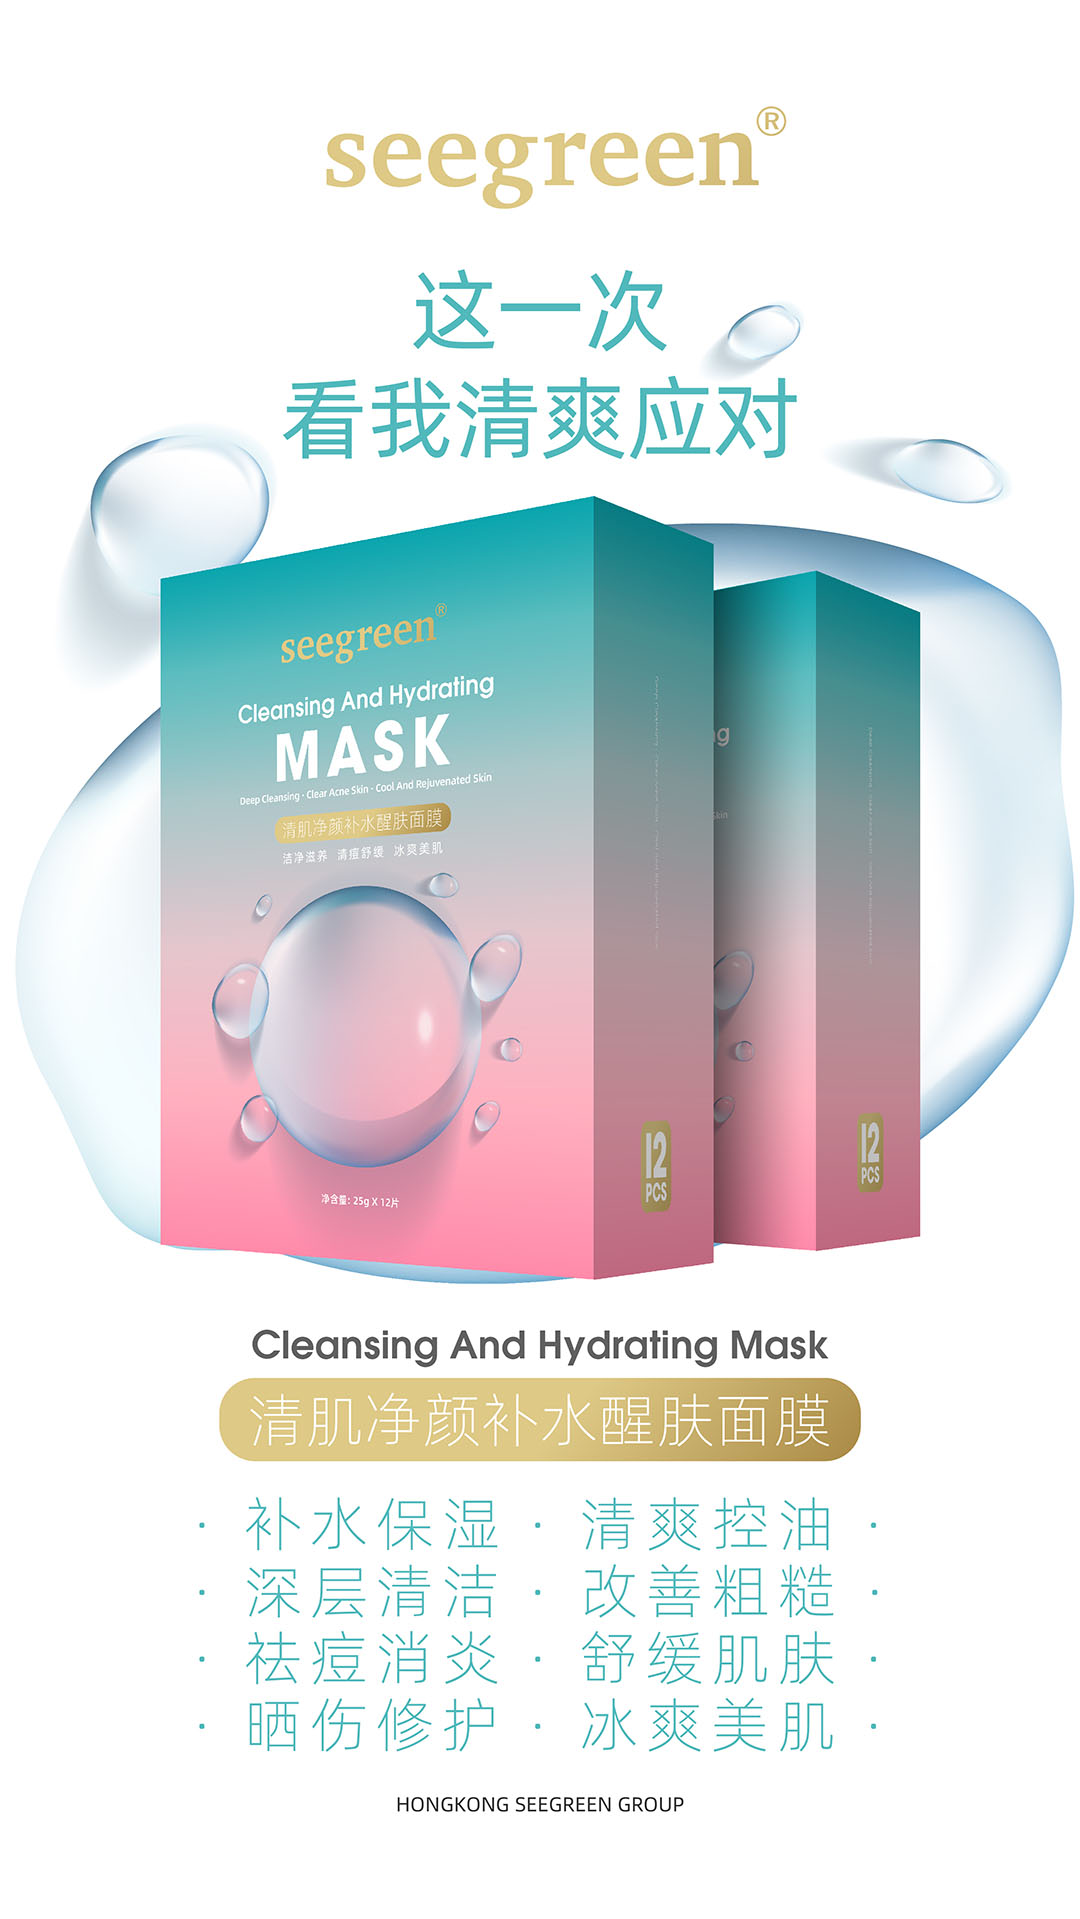 seegreen®
这一次
看我清爽应对
seegreen®
Cleansing And Hydrating
MASK
Deep Cleansing - Clear Acne Skin - Cool And Rejuvenated Skin
清肌净颜补水醒肤面膜
洁净滋养 清痘舒缓 冰爽美肌
净含量: 25g X 12片
12
PCS
ng
Skin
12
PCS
Cleansing And Hydrating Mask
清肌净颜补水醒肤面膜
· 补水保湿 · 清爽控油 ·
· 深层清洁 · 改善粗糙 ·
· 祛痘消炎 · 舒缓肌肤 ·
· 晒伤修护 · 冰爽美肌 ·
HONGKONG SEEGREEN GROUP